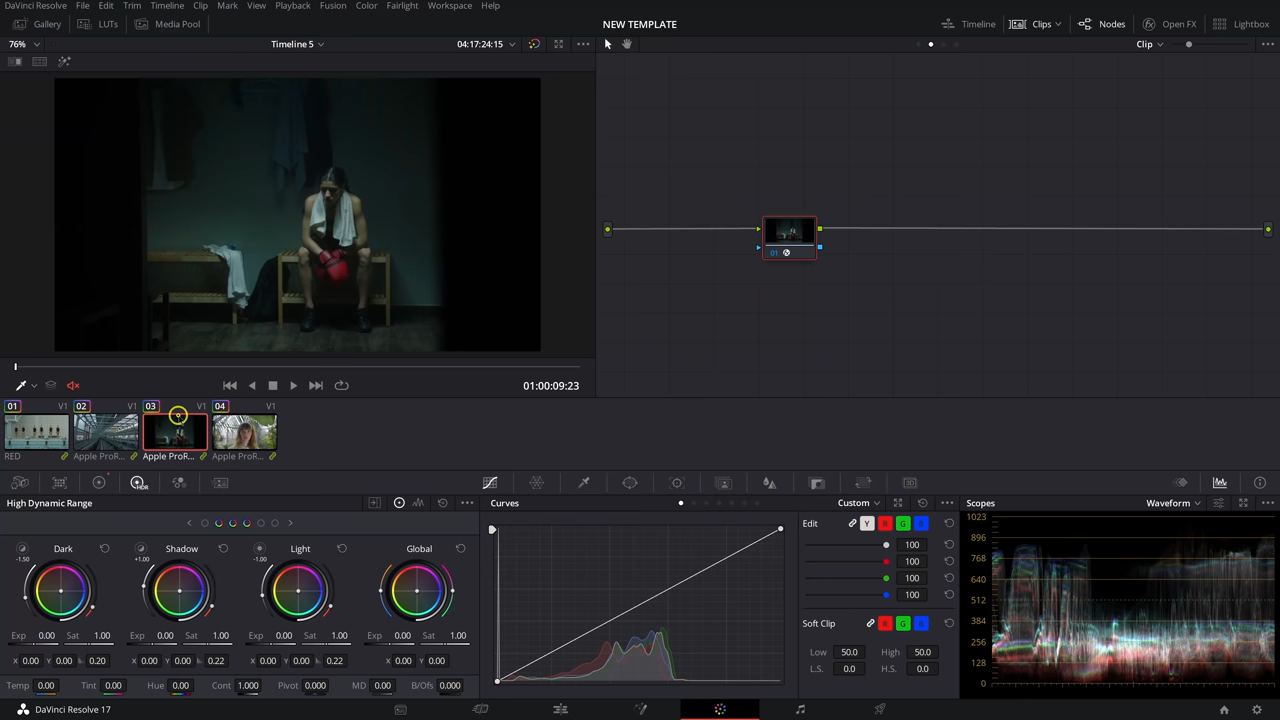 DaVinci Resolve File Edit Trim Timeline Clip Mark View Playback Fusion Color Fairlight Workspace Help
Gallery LUTs Media Pool NEW TEMPLATE Timeline Clips Nodes Open FX Lightbox
76% Timeline 5 04:17:24:15 Clip
01
01:00:09:23
01 V1 02 V1 03 V1 04 V1
RED Apple ProR... Apple ProR... Apple ProR...
HDR
High Dynamic Range Curves Custom Scopes Waveform
Dark Shadow Light Global
-1.50 +1.00 -1.00
Exp 0.00 Sat 1.00 Exp 0.00 Sat 1.00 Exp 0.00 Sat 1.00 Exp 0.00 Sat 1.00
X 0.00 Y 0.00 0.20 X 0.00 Y 0.00 0.22 X 0.00 Y 0.00 0.22 X 0.00 Y 0.00
Temp 0.00 Tint 0.00 Hue 0.00 Cont 1.000 Pivot 0.000 MD 0.00 B/Ofs 0.000
Edit Y R G B
100
100
100
100
Soft Clip R G B
Low 50.0 High 50.0
L.S. 0.0 H.S. 0.0
1023
896
768
640
512
384
256
128
0
DaVinci Resolve 17